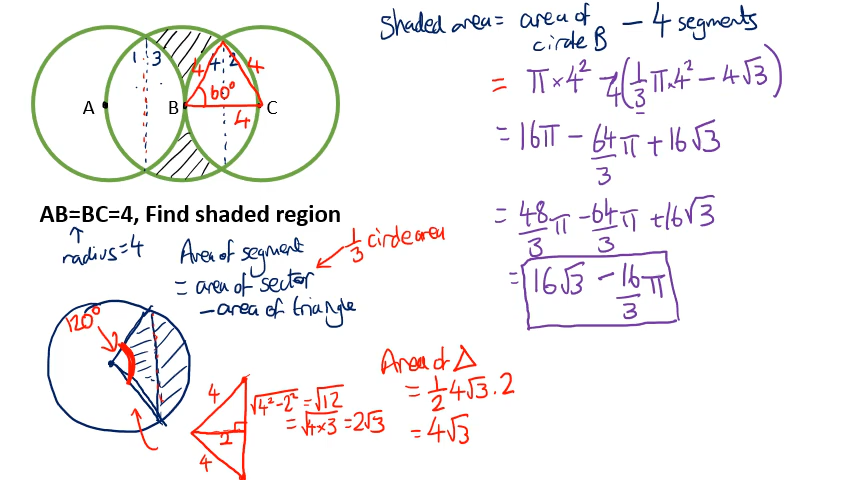 Shaded area = area of circle B - 4 segments
= π × 4² - 4(1/3 π × 4² - 4√3)
= 16π - 64/3 π + 16√3
= 48/3 π - 64/3 π + 16√3
= 16√3 - 16/3 π
1 3 4 2
4 4
60°
A B C
4
AB=BC=4, Find shaded region
radius = 4
Area of segment
= area of sector
- area of triangle
1/3 circle area
120°
4
√4²-2² = √12
= √4×3 = 2√3
2
4
Area of Δ
= 1/2 4√3 . 2
= 4√3